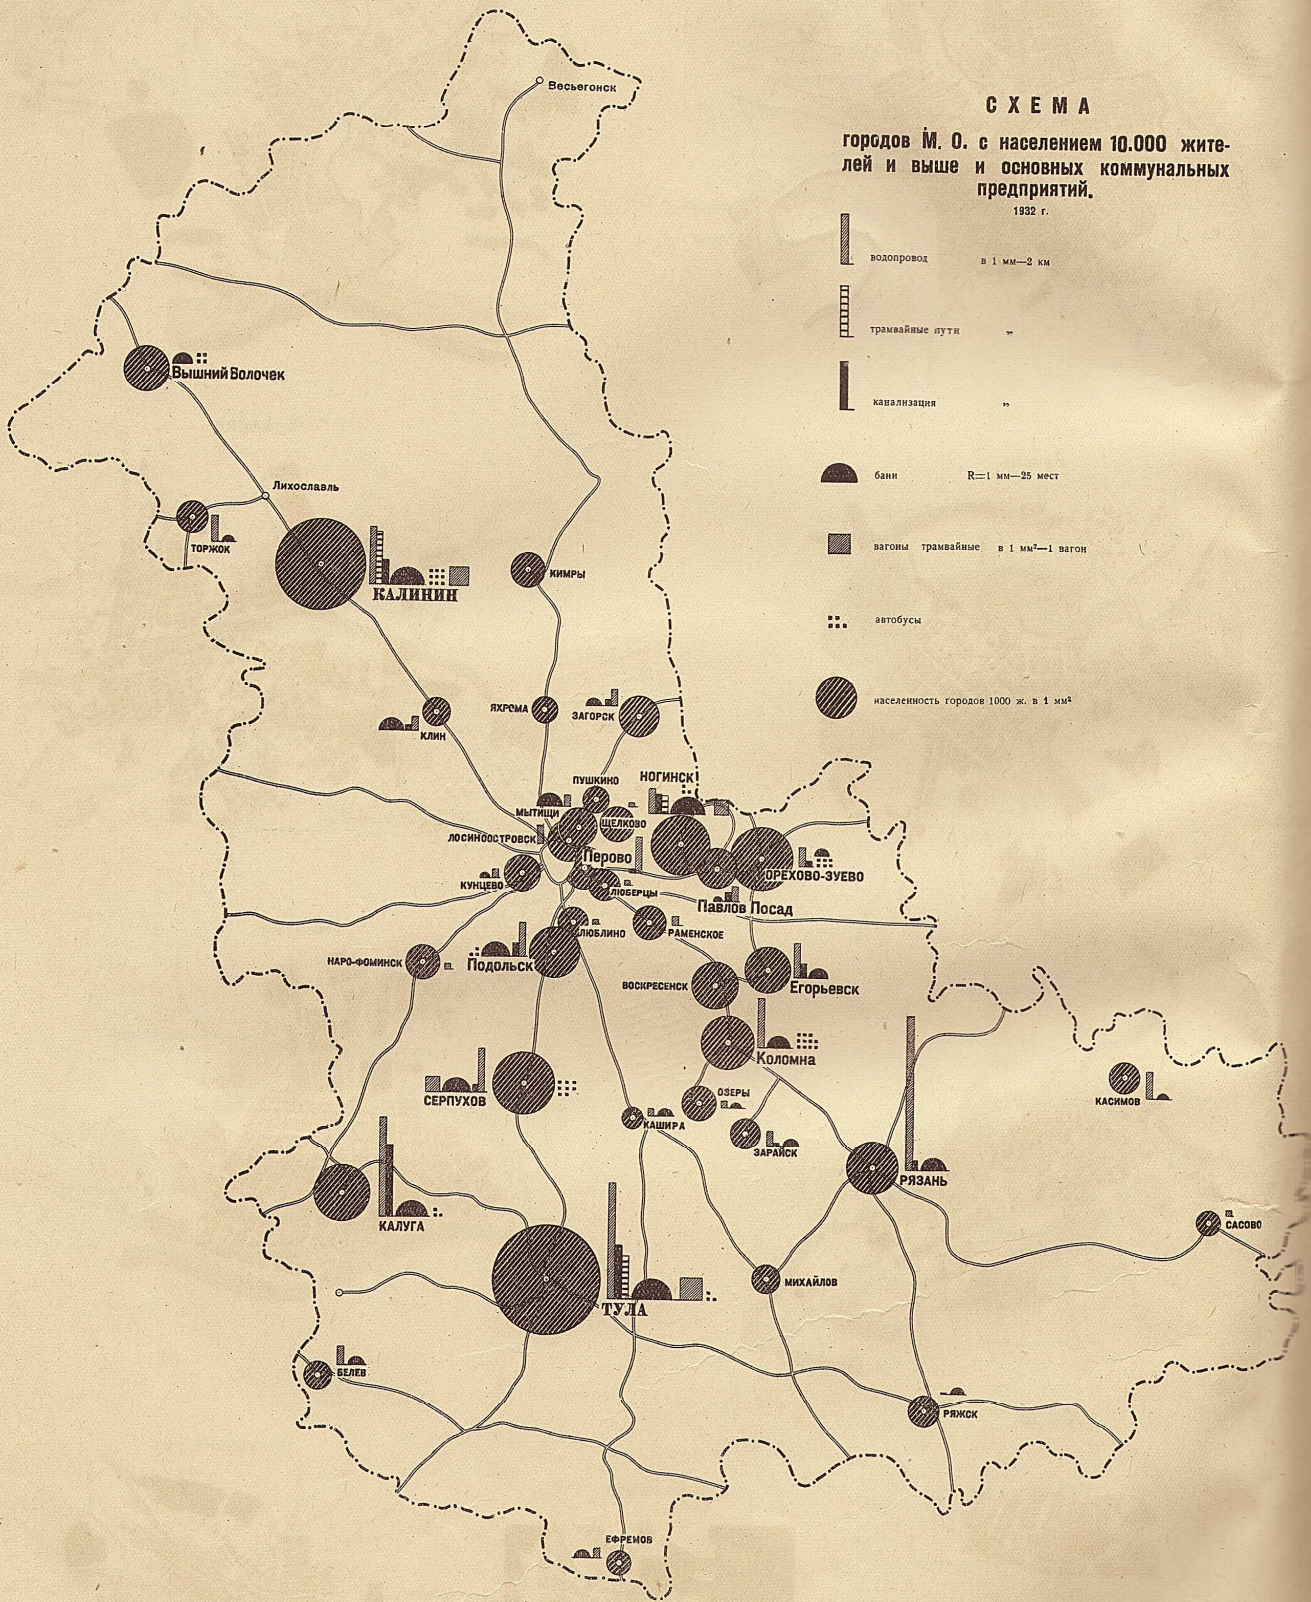 СХЕМА
городов М. О. с населением 10.000 жите-
лей и выше и основных коммунальных
предприятий.
1932 г.
водопровод в 1 мм—2 км
трамвайные пути „
канализация „
бани R=1 мм—25 мест
вагоны трамвайные в 1 мм²—1 вагон
автобусы
населенность городов 1000 ж. в 1 мм²
Весьегонск
Вышний Волочек
Лихославль
ТОРЖОК
КАЛИНИН
КИМРЫ
ЯХРОМА
ЗАГОРСК
КЛИН
ПУШКИНО
НОГИНСК
МЫТИЩИ
ЩЕЛКОВО
ЛОСИНООСТРОВСК
Перово
ОРЕХОВО-ЗУЕВО
КУНЦЕВО
ЛЮБЕРЦЫ
Павлов Посад
ЛЮБЛИНО
РАМЕНСКОЕ
НАРО-ФОМИНСК
Подольск
ВОСКРЕСЕНСК
Егорьевск
Коломна
СЕРПУХОВ
ОЗЕРЫ
КАСИМОВ
КАШИРА
ЗАРАЙСК
РЯЗАНЬ
КАЛУГА
САСОВО
МИХАЙЛОВ
ТУЛА
БЕЛЕВ
РЯЖСК
ЕФРЕМОВ